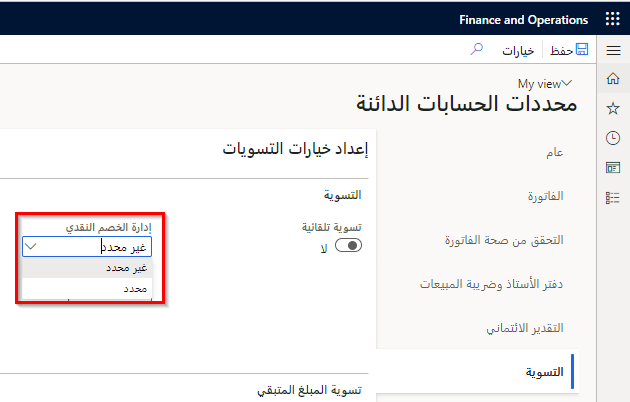 Finance and Operations
حفظ
خيارات
My view
محددات الحسابات الدائنة
عام
الفاتورة
التحقق من صحة الفاتورة
دفتر الأستاذ وضريبة المبيعات
التقدير الائتماني
التسوية
إعداد خيارات التسويات
التسوية
تسوية تلقائية
لا
إدارة الخصم النقدي
غير محدد
غير محدد
محدد
تسوية المبلغ المتبقي